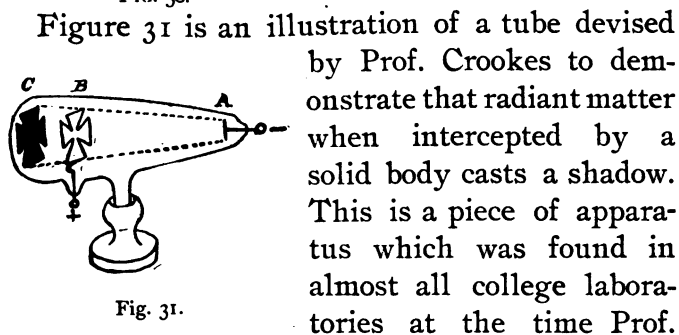 Figure 31 is an illustration of a tube devised
by Prof. Crookes to dem-
onstrate that radiant matter
when intercepted by a
solid body casts a shadow.
This is a piece of appara-
tus which was found in
almost all college labora-
tories at the time Prof.
C B A
Fig. 31.